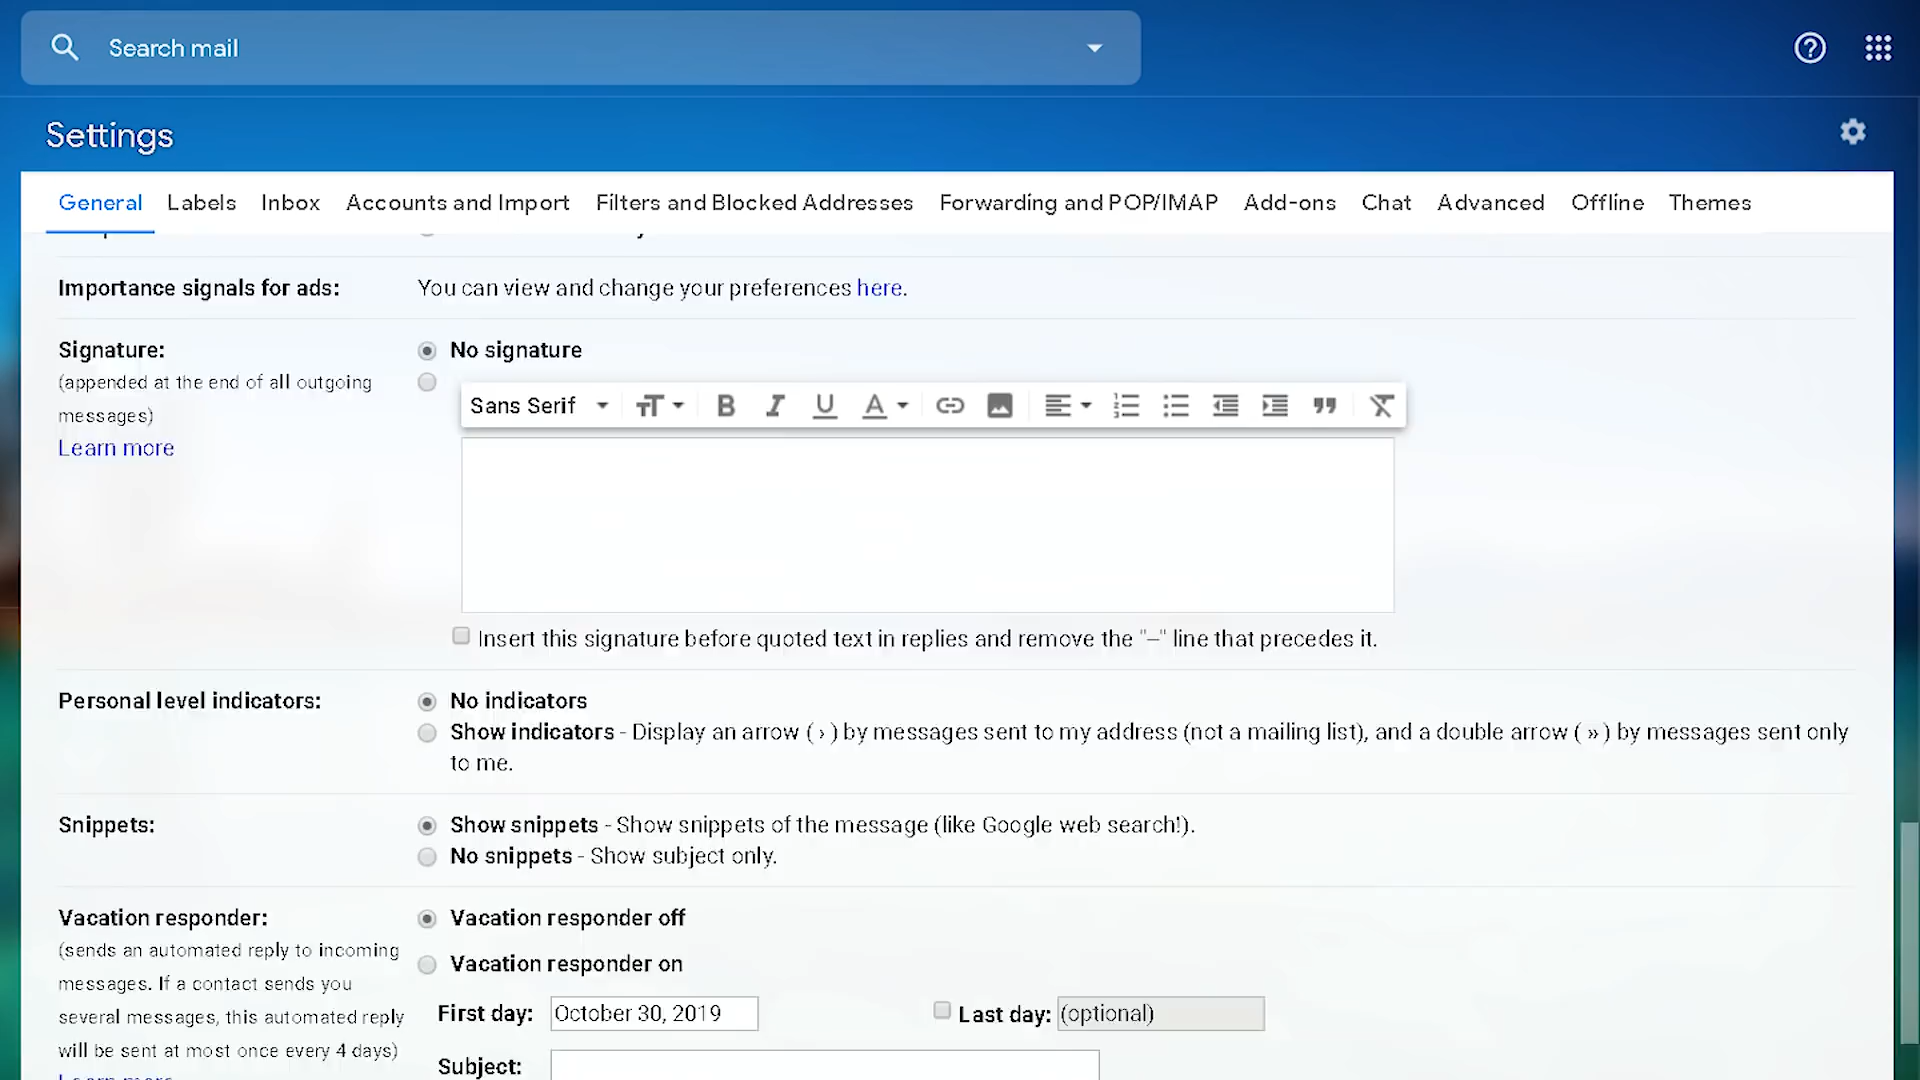 Search mail
Settings
General Labels Inbox Accounts and Import Filters and Blocked Addresses Forwarding and POP/IMAP Add-ons Chat Advanced Offline Themes
Importance signals for ads: You can view and change your preferences here.
Signature: No signature
(appended at the end of all outgoing
messages)
Learn more
Sans Serif
Insert this signature before quoted text in replies and remove the "--" line that precedes it.
Personal level indicators: No indicators
Show indicators - Display an arrow ( › ) by messages sent to my address (not a mailing list), and a double arrow ( » ) by messages sent only
to me.
Snippets: Show snippets - Show snippets of the message (like Google web search!).
No snippets - Show subject only.
Vacation responder: Vacation responder off
(sends an automated reply to incoming
messages. If a contact sends you
several messages, this automated reply
will be sent at most once every 4 days)
Learn more
Vacation responder on
First day: October 30, 2019 Last day: (optional)
Subject: